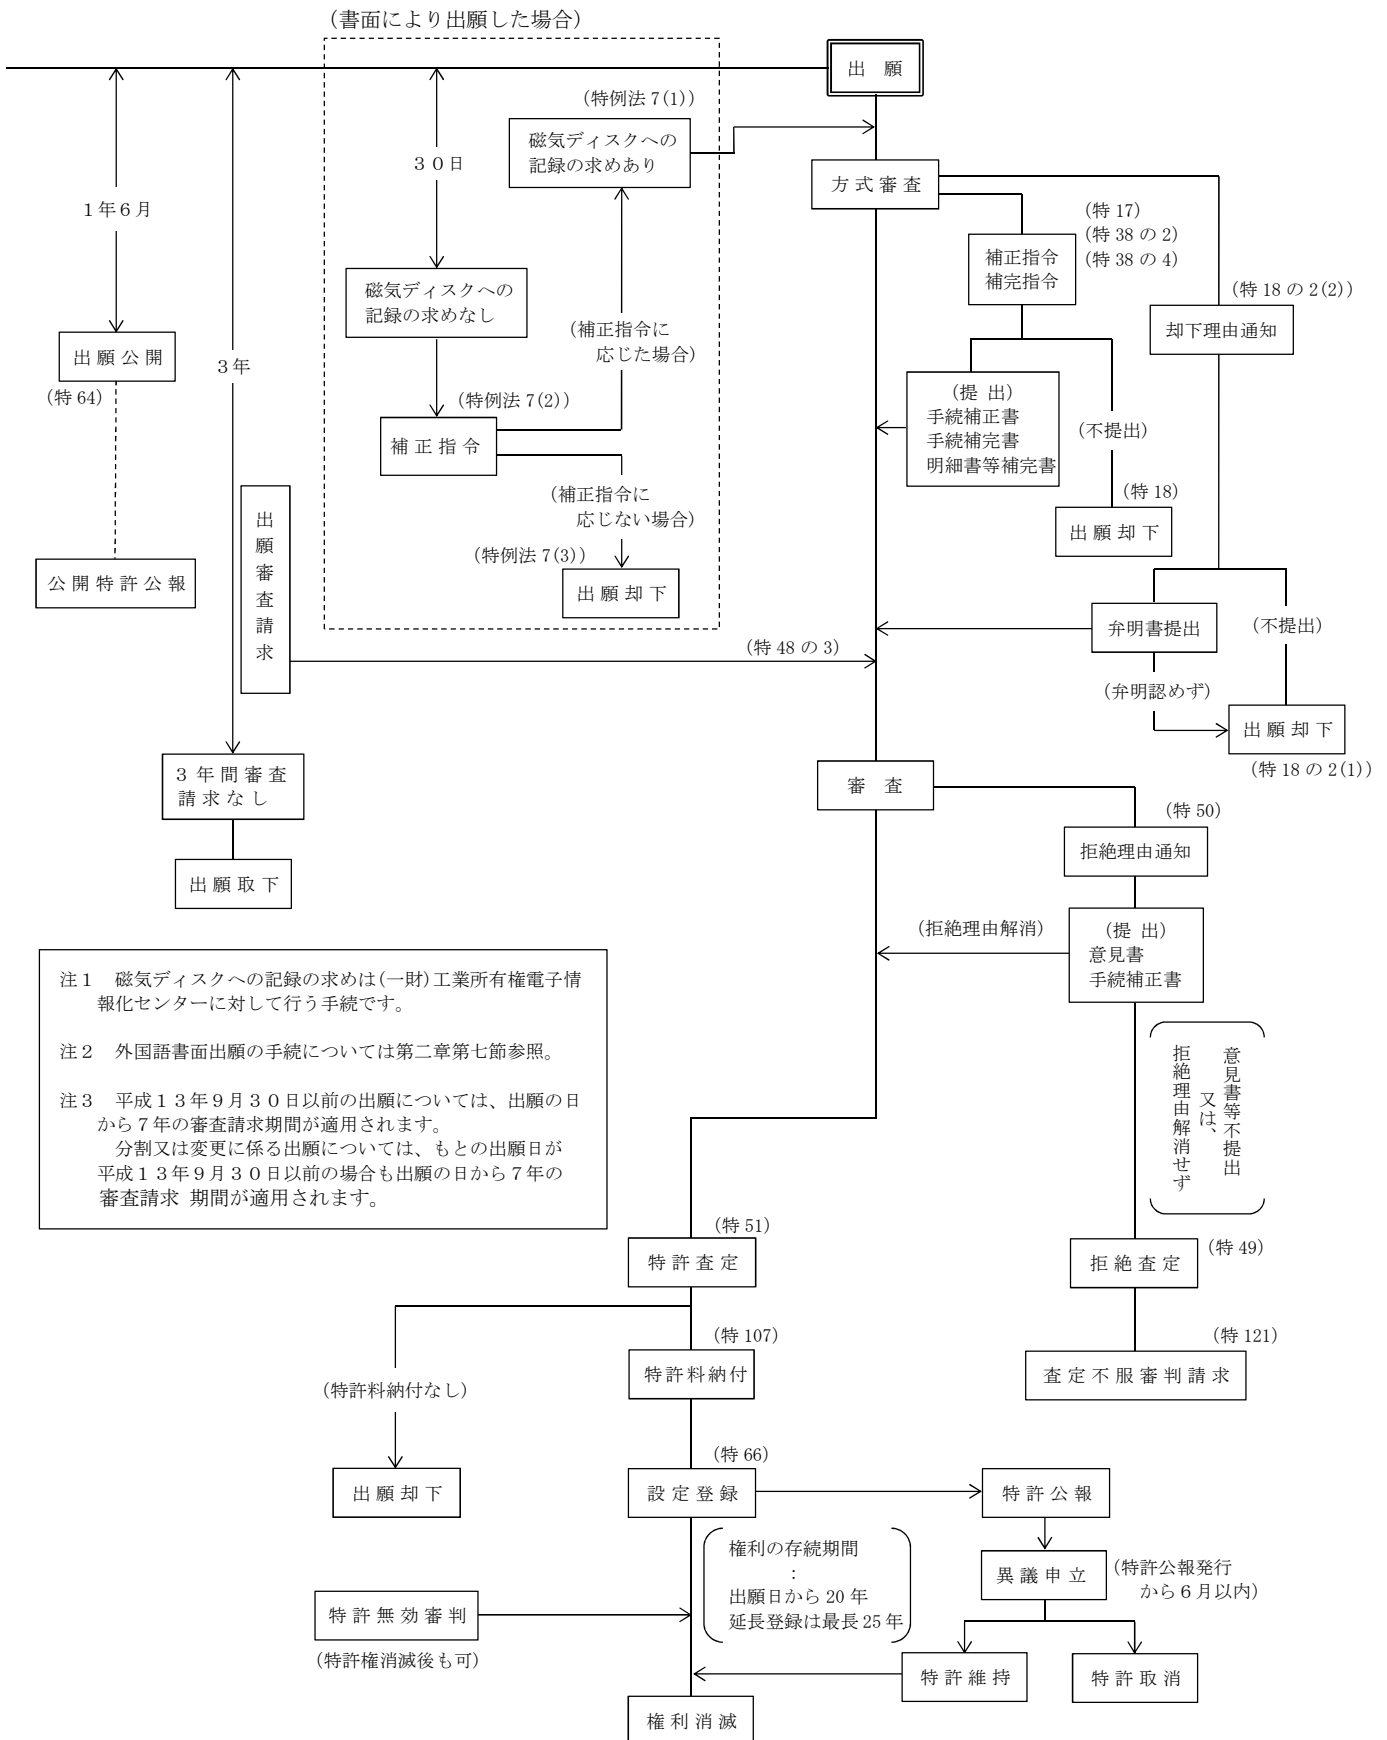 (書面により出願した場合)
出 願
(特例法 7(1))
磁気ディスクへの
記録の求めあり
３０日
方 式 審 査
１年６月
(特 17)
(特 38 の 2)
(特 38 の 4)
補正指令
補完指令
磁気ディスクへの
記録の求めなし
(特 18 の 2(2))
却下理由通知
(補正指令に
応じた場合)
出 願 公 開
(特 64)
３年
(特例法 7(2))
補 正 指 令
(提 出)
手続補正書
手続補完書
明細書等補完書
(不提出)
(特 18)
出 願 却 下
(補正指令に
応じない場合)
(特例法 7(3))
出 願 却 下
出願審査請求
公 開 特 許 公 報
弁明書提出
(不提出)
(特 48 の 3)
(弁明認めず)
出 願 却 下
(特 18 の 2(1))
３ 年 間 審 査
請 求 な し
出 願 取 下
審 査
(特 50)
拒絶理由通知
(拒絶理由解消)
(提 出)
意見書
手続補正書
注１ 磁気ディスクへの記録の求めは(一財)工業所有権電子情
報化センターに対して行う手続です。
注２ 外国語書面出願の手続については第二章第七節参照。
注３ 平成１３年９月３０日以前の出願については、出願の日
から７年の審査請求期間が適用されます。
分割又は変更に係る出願については、もとの出願日が
平成１３年９月３０日以前の場合も出願の日から７年の
審査請求 期間が適用されます。
意見書等不提出
又は、
拒絶理由解消せず
(特 51)
特 許 査 定
(特 49)
拒 絶 査 定
(特 107)
特 許 料 納 付
(特許料納付なし)
(特 121)
査 定 不 服 審 判 請 求
出 願 却 下
(特 66)
設 定 登 録
特 許 公 報
権利の存続期間
：
出願日から 20 年
延長登録は最長 25 年
異 議 申 立
(特許公報発行
から６月以内)
特 許 無 効 審 判
(特許権消滅後も可)
特 許 維 持
特 許 取 消
権 利 消 滅